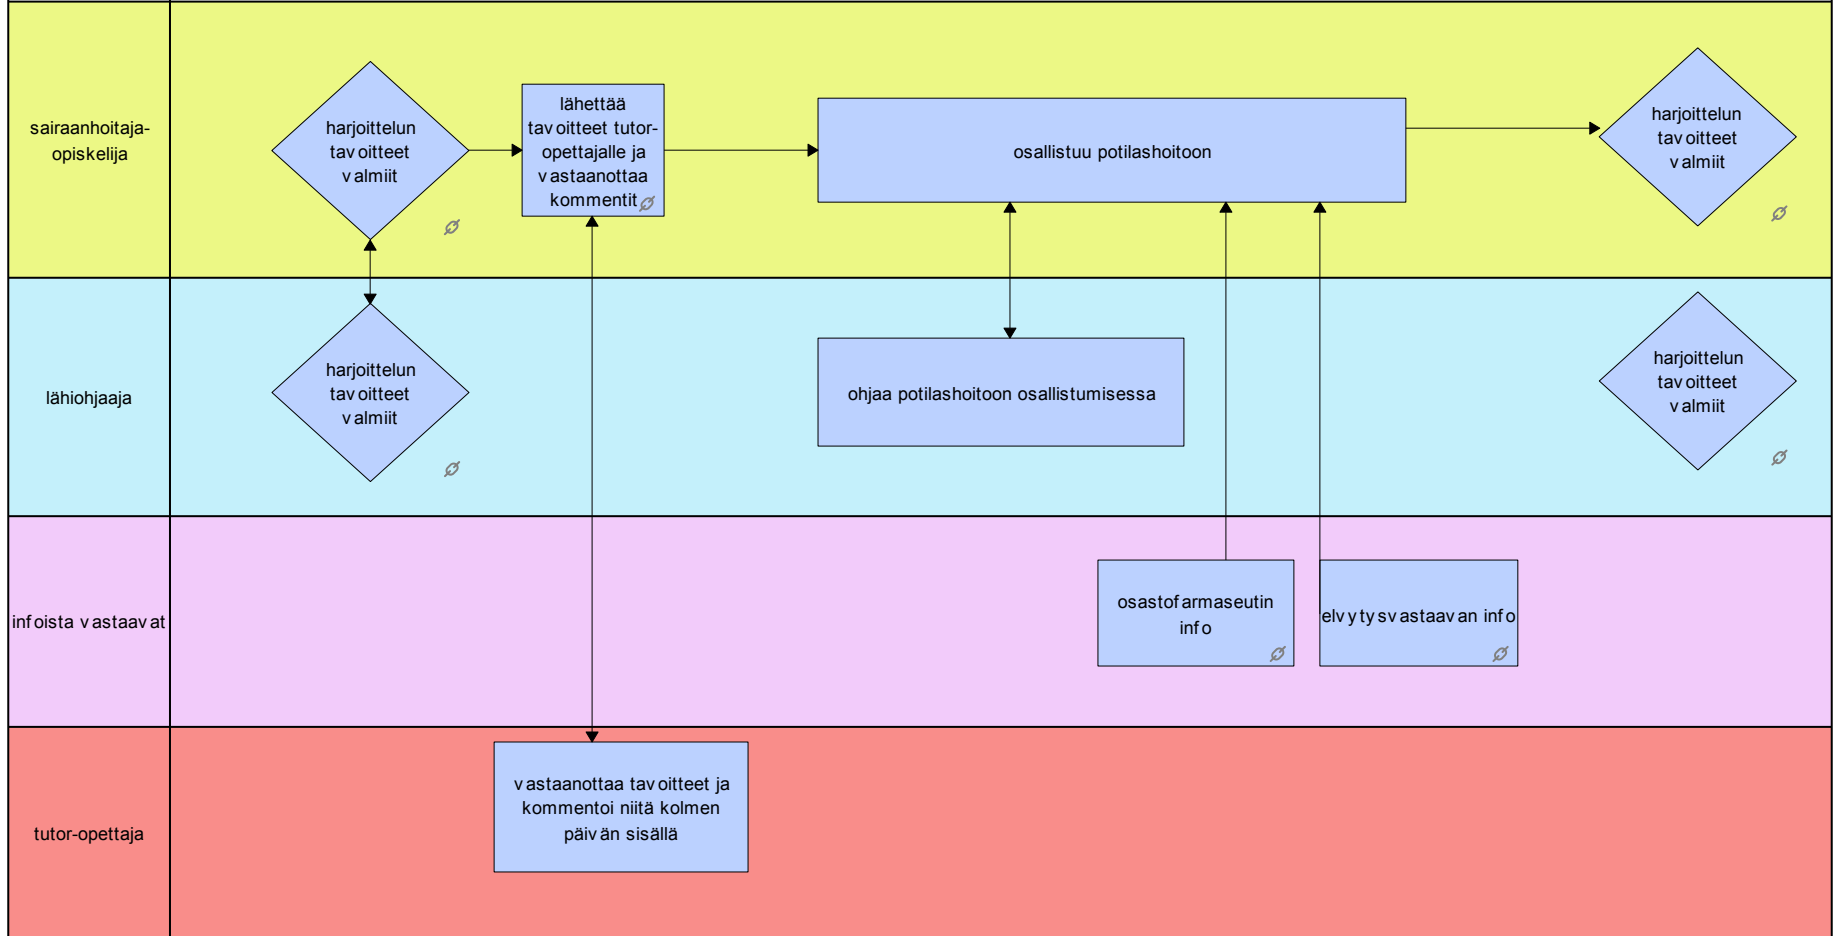 sairaanhoitaja-
opiskelija
harjoittelun
tavoitteet
valmiit
lähettää
tavoitteet tutor-
opettajalle ja
vastaanottaa
kommentit
osallistuu potilashoitoon
harjoittelun
tavoitteet
valmiit
lähiohjaaja
harjoittelun
tavoitteet
valmiit
ohjaa potilashoitoon osallistumisessa
harjoittelun
tavoitteet
valmiit
infoista vastaavat
osastofarmaseutin
info
elvytysvastaavan info
tutor-opettaja
vastaanottaa tavoitteet ja
kommentoi niitä kolmen
päivän sisällä